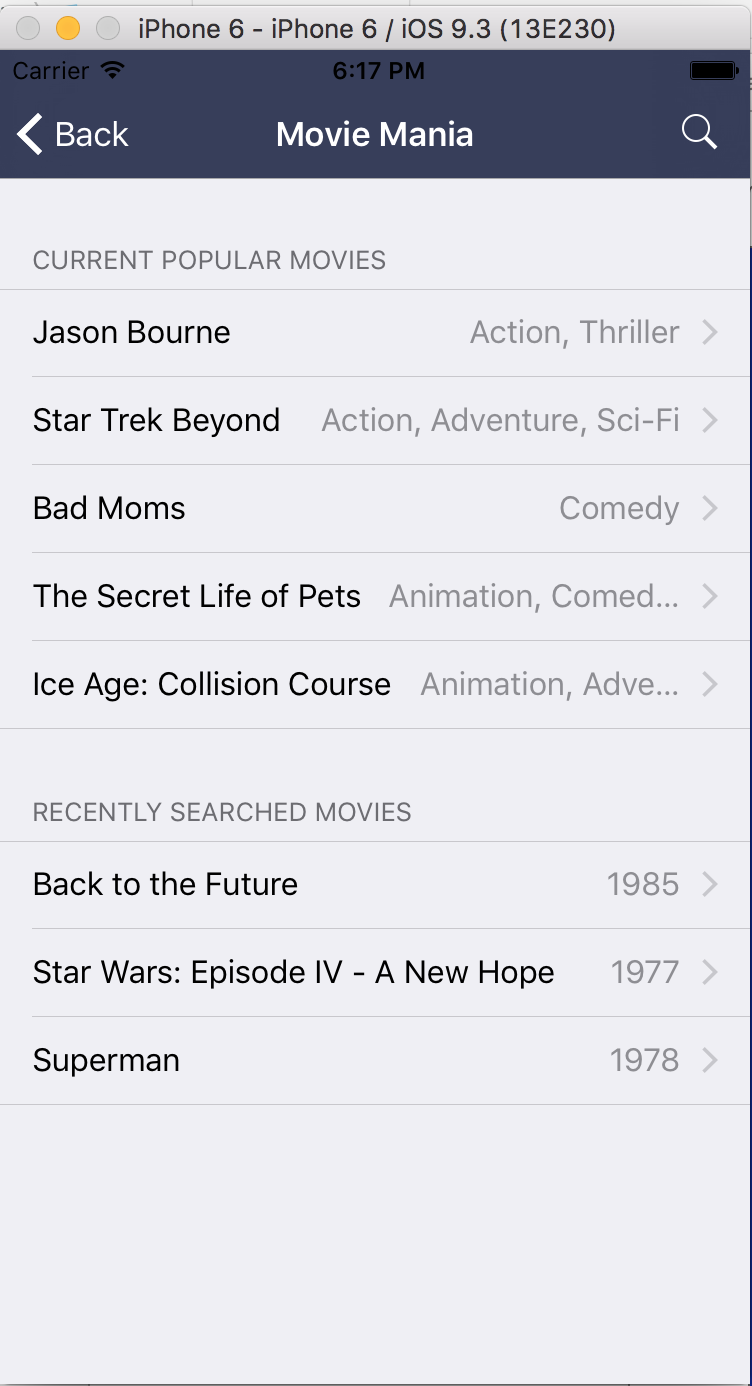 iPhone 6 - iPhone 6 / iOS 9.3 (13E230)
Carrier 6:17 PM
Back Movie Mania
CURRENT POPULAR MOVIES
Jason Bourne Action, Thriller
Star Trek Beyond Action, Adventure, Sci-Fi
Bad Moms Comedy
The Secret Life of Pets Animation, Comed...
Ice Age: Collision Course Animation, Adve...
RECENTLY SEARCHED MOVIES
Back to the Future 1985
Star Wars: Episode IV - A New Hope 1977
Superman 1978